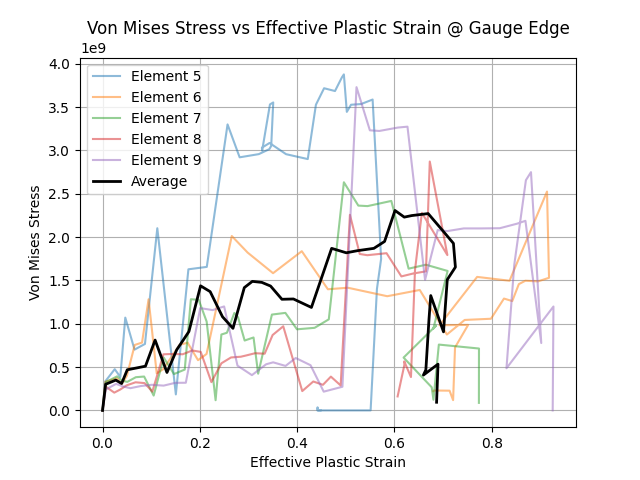 Von Mises Stress vs Effective Plastic Strain @ Gauge Edge
1e9
4.0
3.5
3.0
2.5
2.0
1.5
1.0
0.5
0.0
Von Mises Stress
Element 5
Element 6
Element 7
Element 8
Element 9
Average
0.0 0.2 0.4 0.6 0.8
Effective Plastic Strain